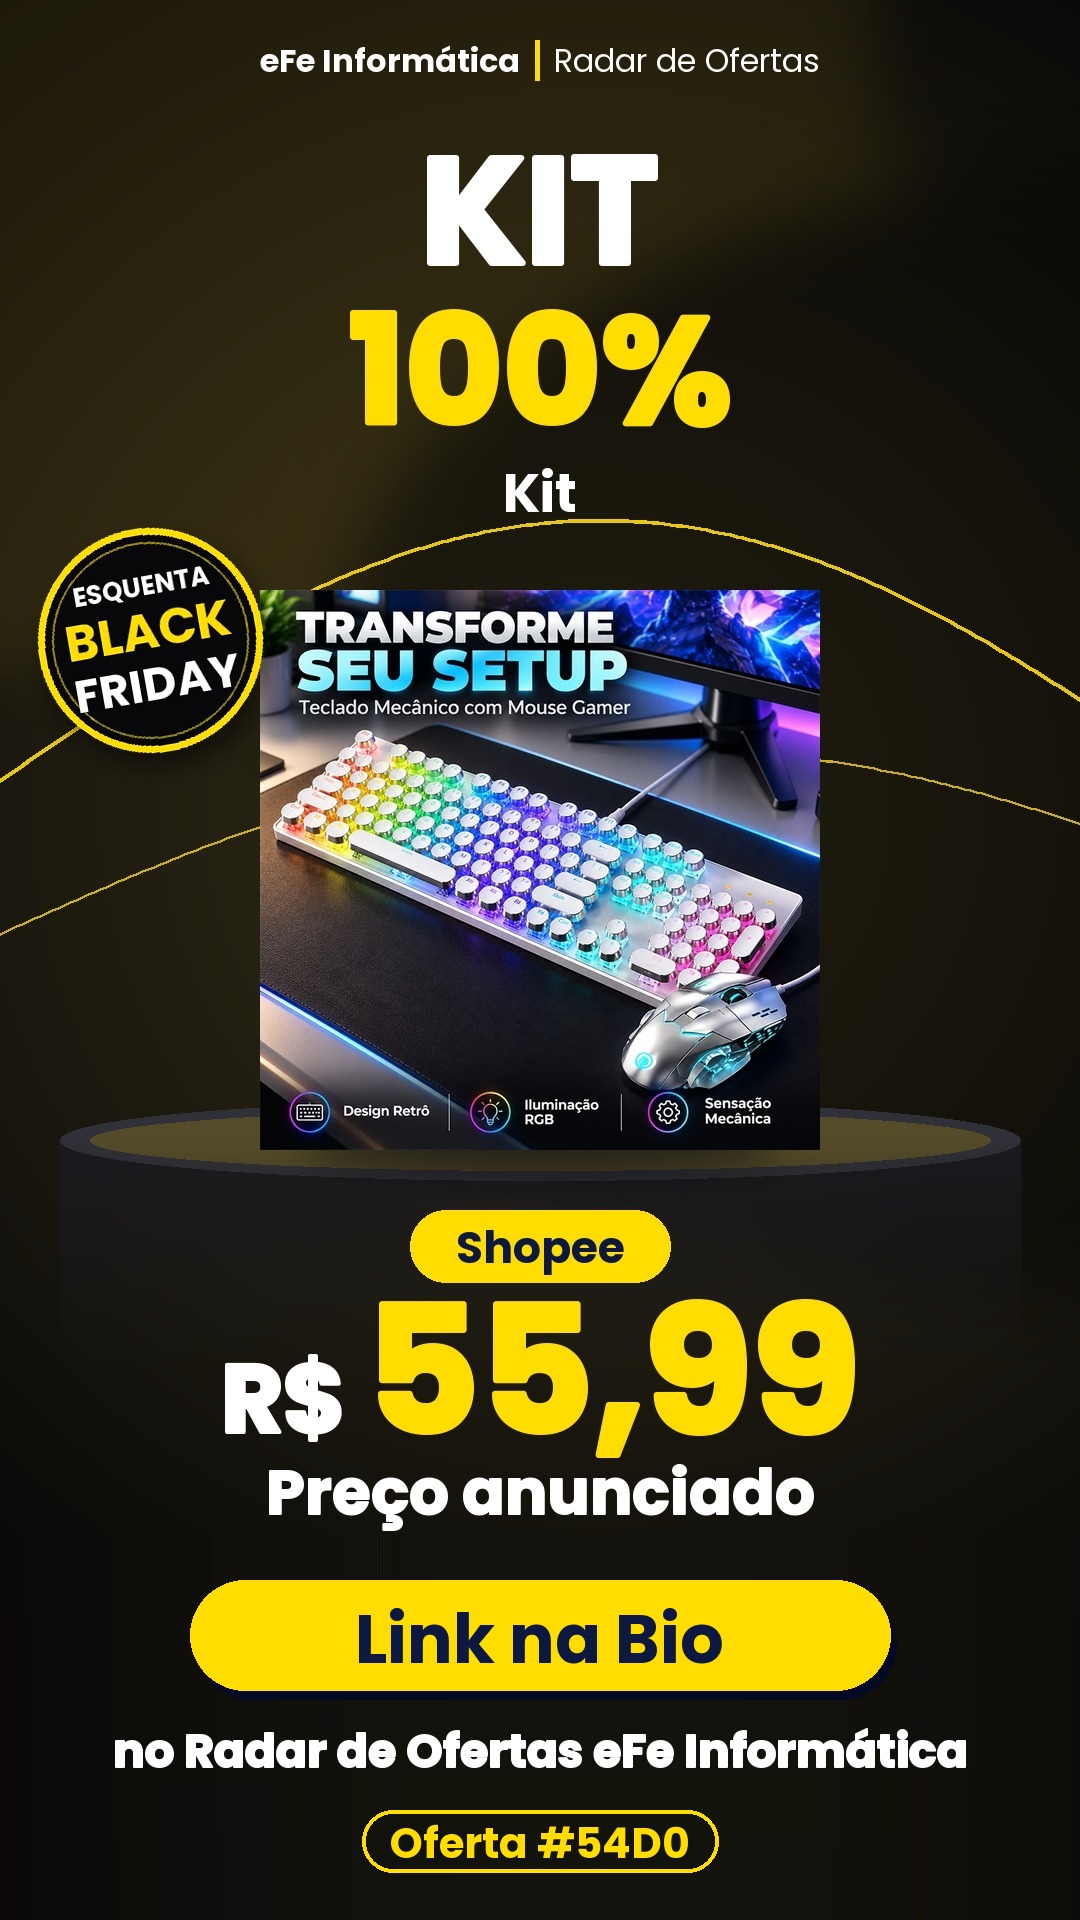 eFe Informática | Radar de Ofertas
KIT
100%
Kit
ESQUENTA
BLACK
FRIDAY
TRANSFORME
SEU SETUP
Teclado Mecânico com Mouse Gamer
Design Retrô
Iluminação
RGB
Sensação
Mecânica
Shopee
R$ 55,99
Preço anunciado
Link na Bio
no Radar de Ofertas eFe Informática
Oferta #54D0